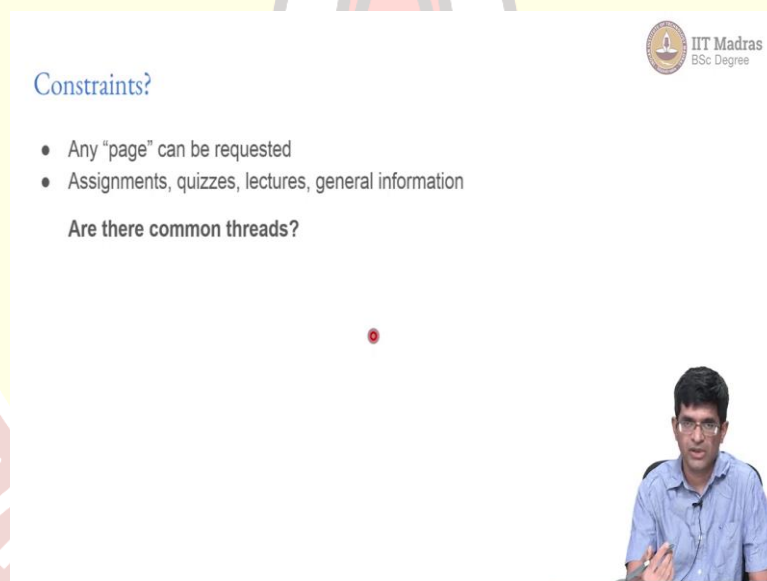 IIT Madras
BSc Degree
Constraints?
● Any “page” can be requested
● Assignments, quizzes, lectures, general information
Are there common threads?